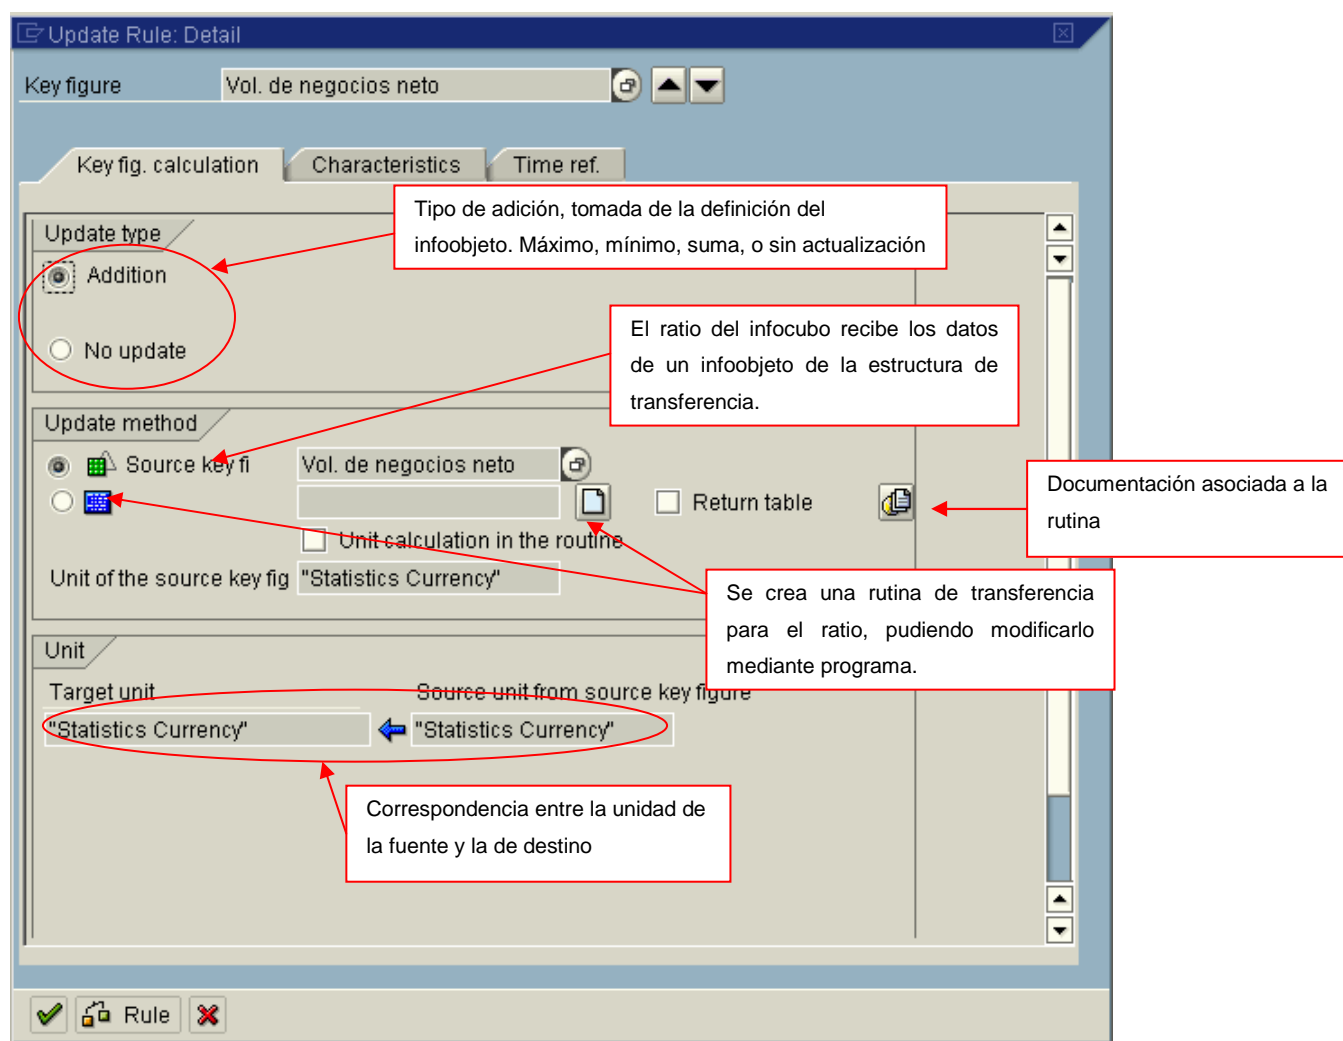 Update Rule: Detail
Key figure Vol. de negocios neto
Key fig. calculation Characteristics Time ref.
Tipo de adición, tomada de la definición del
infoobjeto. Máximo, mínimo, suma, o sin actualización
Update type
Addition
No update
El ratio del infocubo recibe los datos
de un infoobjeto de la estructura de
transferencia.
Update method
Source key fi Vol. de negocios neto
Return table
Documentación asociada a la
rutina
Unit calculation in the routine
Unit of the source key fig "Statistics Currency"
Se crea una rutina de transferencia
para el ratio, pudiendo modificarlo
mediante programa.
Unit
Target unit Source unit from source key figure
"Statistics Currency" "Statistics Currency"
Correspondencia entre la unidad de
la fuente y la de destino
Rule